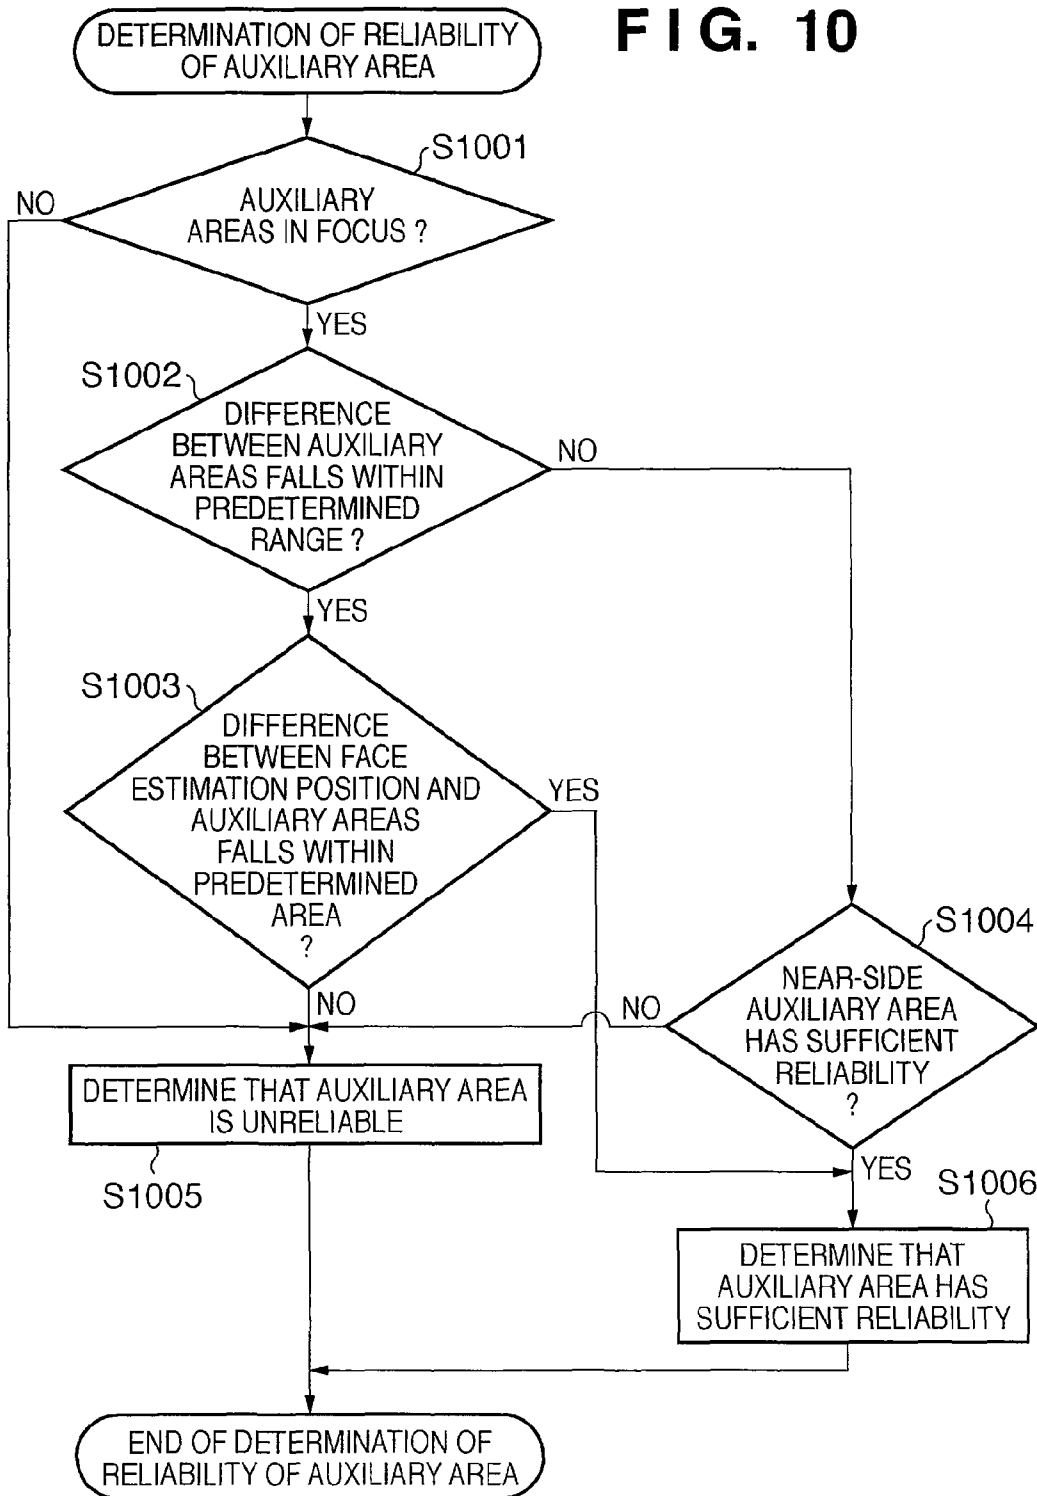 FIG. 10
DETERMINATION OF RELIABILITY
OF AUXILIARY AREA
S1001
NO
AUXILIARY
AREAS IN FOCUS ?
YES
S1002
DIFFERENCE
BETWEEN AUXILIARY
AREAS FALLS WITHIN
PREDETERMINED
RANGE ?
NO
YES
S1003
DIFFERENCE
BETWEEN FACE
ESTIMATION POSITION AND
AUXILIARY AREAS
FALLS WITHIN
PREDETERMINED
AREA
?
YES
NO
S1004
NEAR-SIDE
AUXILIARY AREA
HAS SUFFICIENT
RELIABILITY
?
NO
YES
DETERMINE THAT AUXILIARY AREA
IS UNRELIABLE
S1005
S1006
DETERMINE THAT
AUXILIARY AREA HAS
SUFFICIENT RELIABILITY
END OF DETERMINATION OF
RELIABILITY OF AUXILIARY AREA